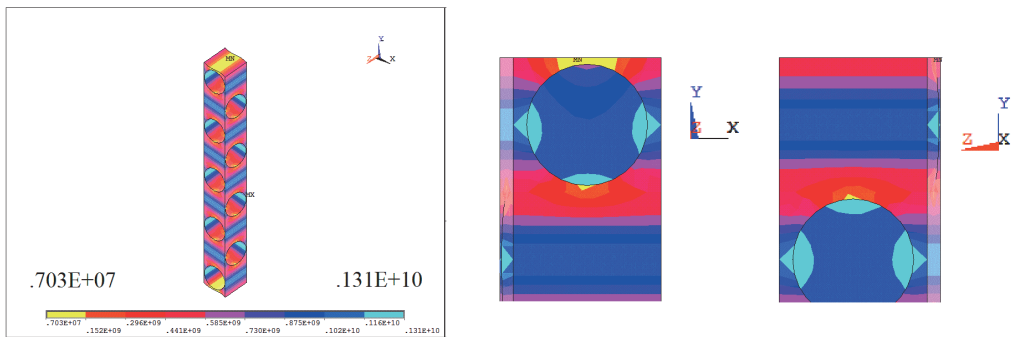 MN
Y
Z X
MX
.703E+07 .131E+10
.703E+07 .296E+09 .585E+09 .875E+09 .116E+10
.152E+09 .441E+09 .730E+09 .102E+10 .131E+10
MN
Y
Z X
MN
Y
Z X